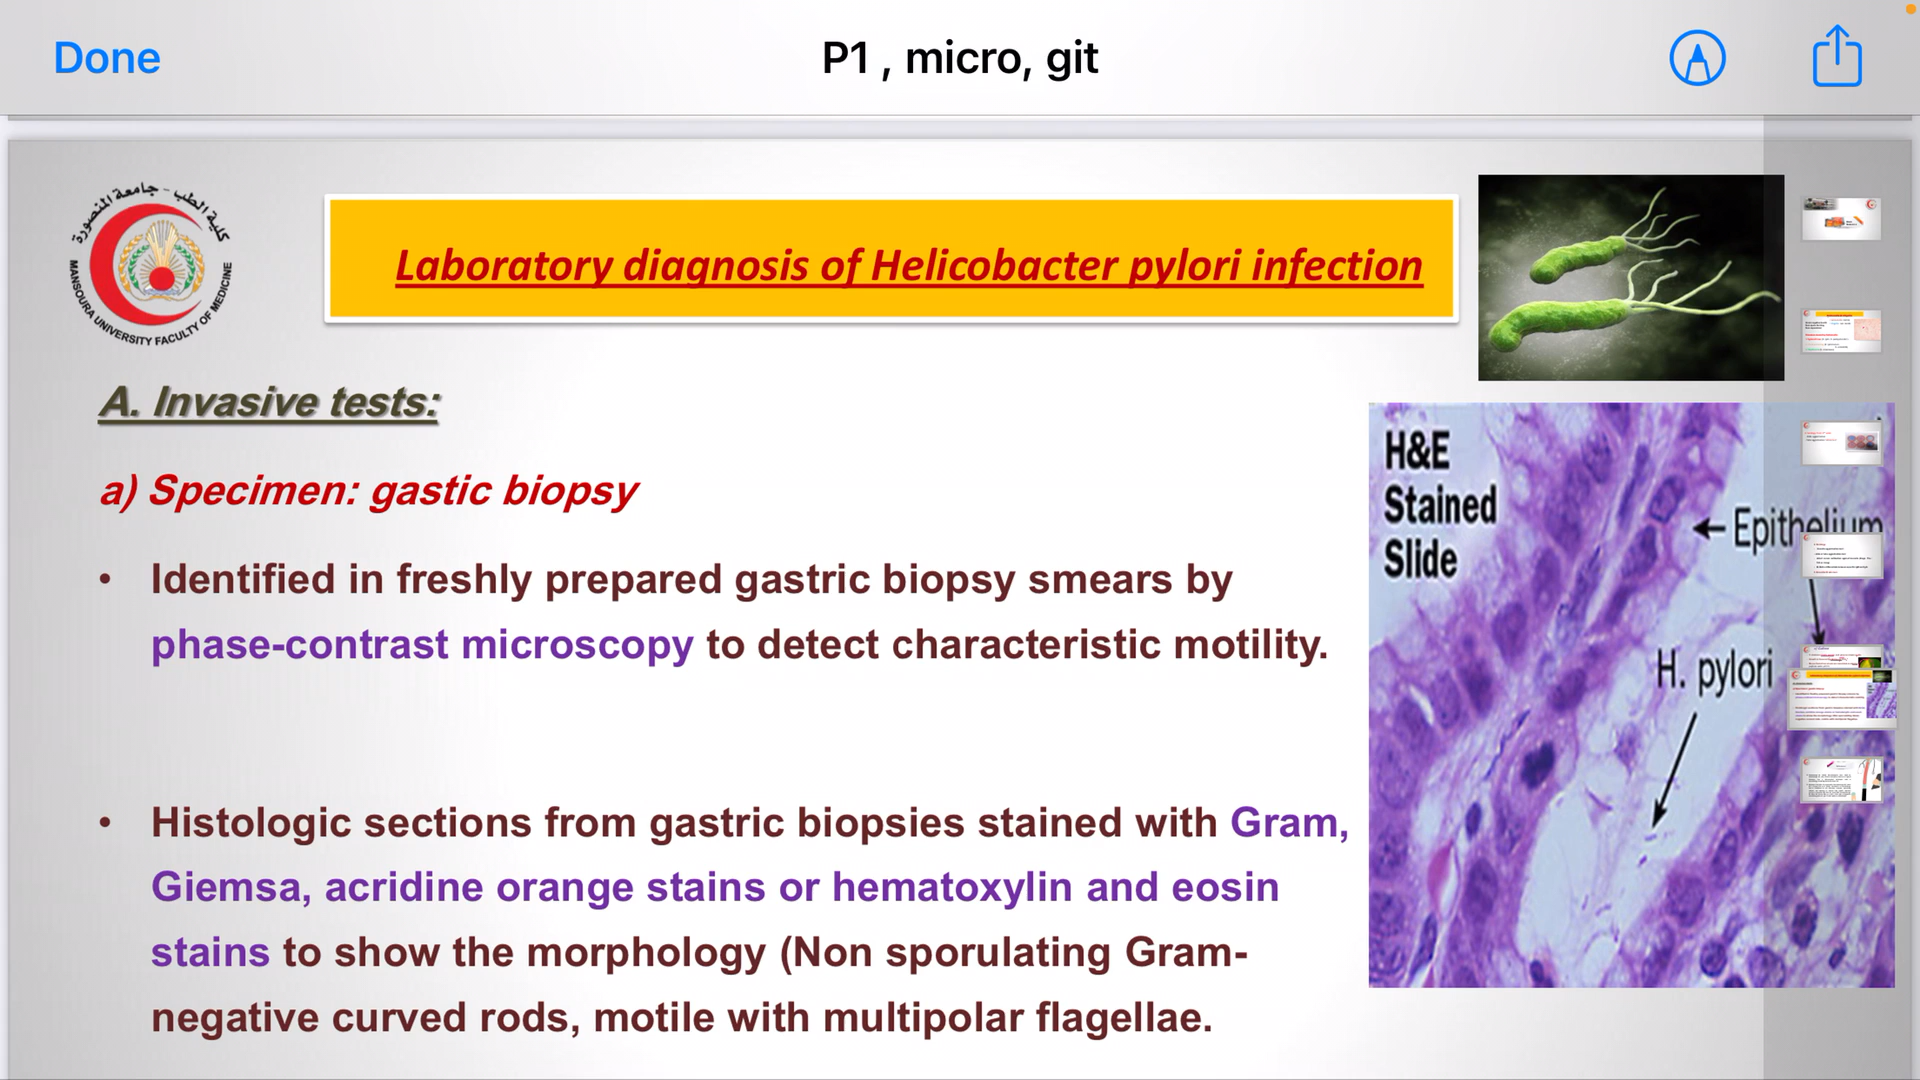 Done
P1 , micro, git
كلية الطب - جامعة المنصورة
MANSOURA UNIVERSITY FACULTY OF MEDICINE
Laboratory diagnosis of Helicobacter pylori infection
A. Invasive tests:
a) Specimen: gastic biopsy
• Identified in freshly prepared gastric biopsy smears by
phase-contrast microscopy to detect characteristic motility.
• Histologic sections from gastric biopsies stained with Gram,
Giemsa, acridine orange stains or hematoxylin and eosin
stains to show the morphology (Non sporulating Gram-
negative curved rods, motile with multipolar flagellae.
H&E
Stained
Slide
Epithelium
H. pylori